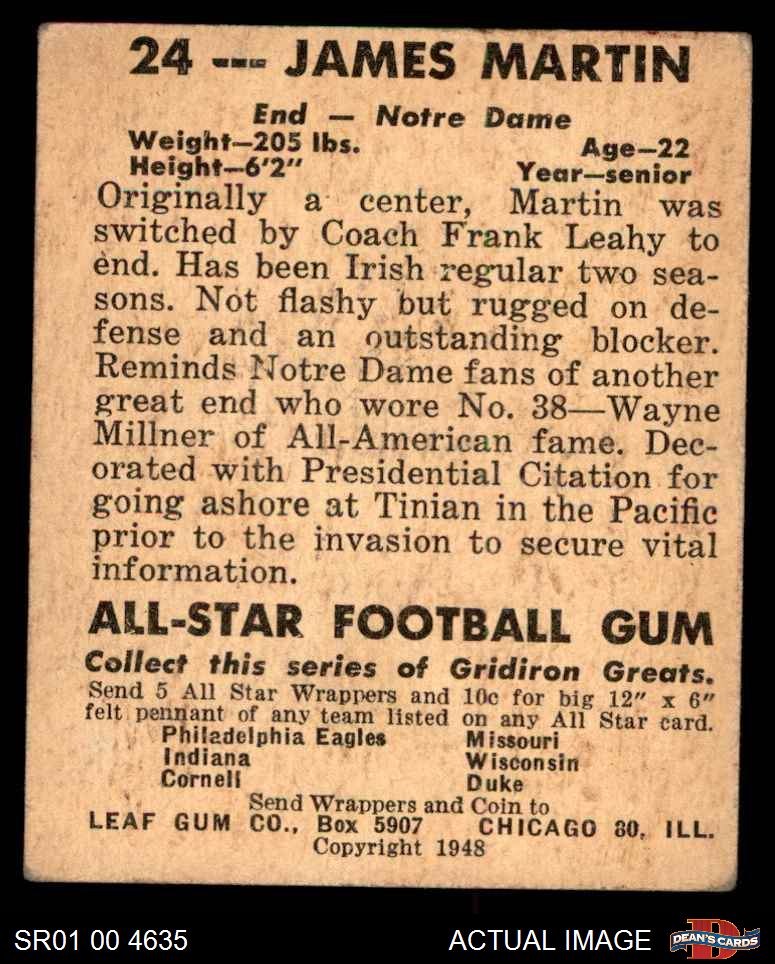 24 --- JAMES MARTIN
End — Notre Dame
Weight—205 lbs. Age—22
Height—6'2" Year—senior
Originally a center, Martin was
switched by Coach Frank Leahy to
end. Has been Irish regular two sea-
sons. Not flashy but rugged on de-
fense and an outstanding blocker.
Reminds Notre Dame fans of another
great end who wore No. 38—Wayne
Millner of All-American fame. Dec-
orated with Presidential Citation for
going ashore at Tinian in the Pacific
prior to the invasion to secure vital
information.
ALL-STAR FOOTBALL GUM
Collect this series of Gridiron Greats.
Send 5 All Star Wrappers and 10c for big 12" x 6"
felt pennant of any team listed on any All Star card.
Philadelphia Eagles Missouri
Indiana Wisconsin
Cornell Duke
Send Wrappers and Coin to
LEAF GUM CO., Box 5907 CHICAGO 80, ILL.
Copyright 1948
SR01 00 4635 ACTUAL IMAGE DEAN'S CARDS